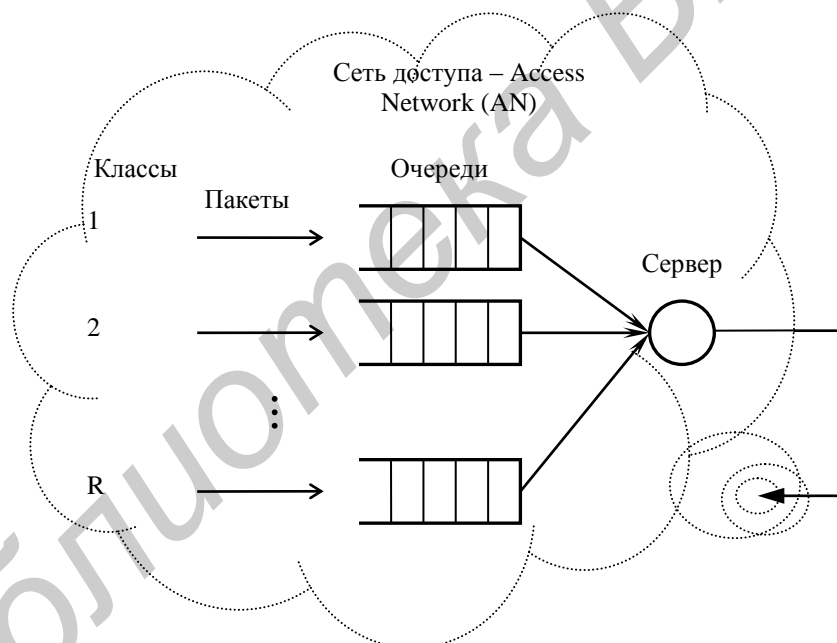 Сеть доступа – Access
Network (AN)
Классы
Пакеты
Очереди
1
Сервер
2
R